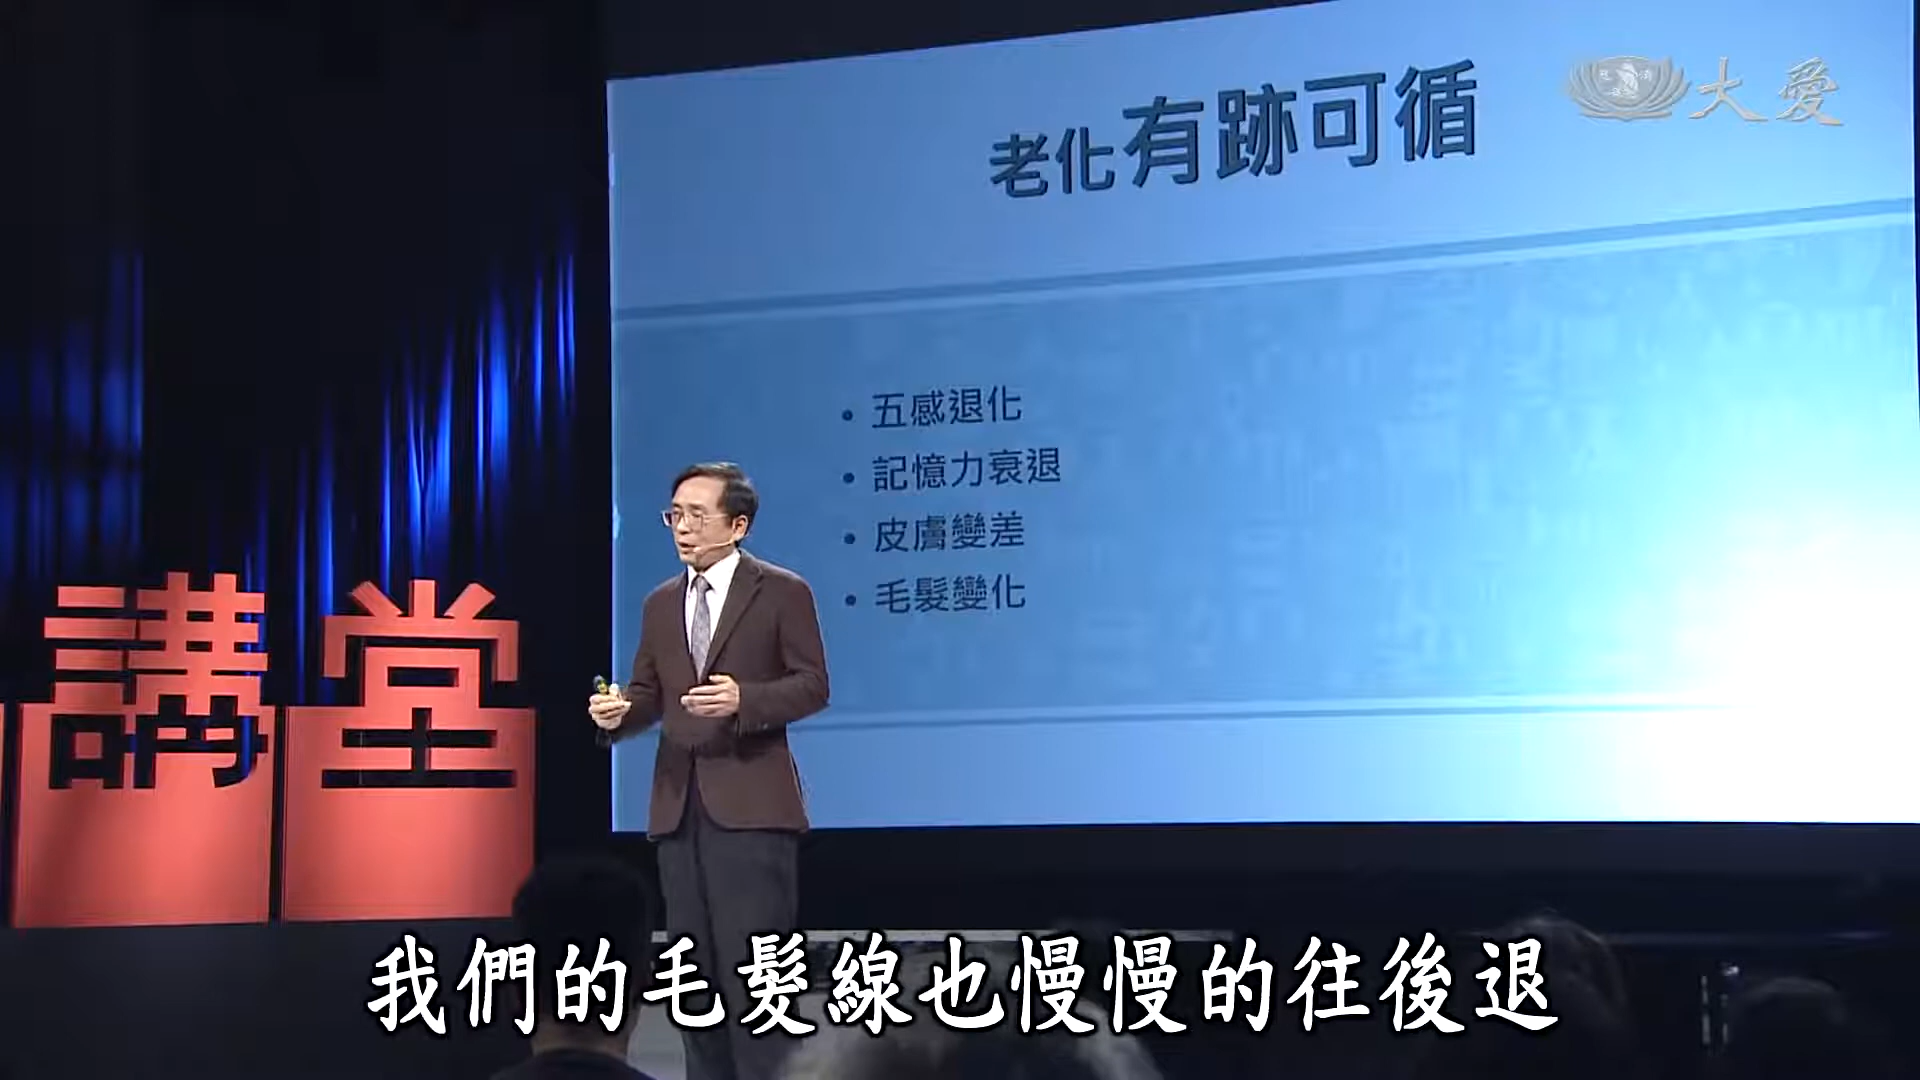 大愛
老化有跡可循
• 五感退化
• 記憶力衰退
• 皮膚變差
• 毛髮變化
講堂
我們的毛髮線也慢慢的往後退